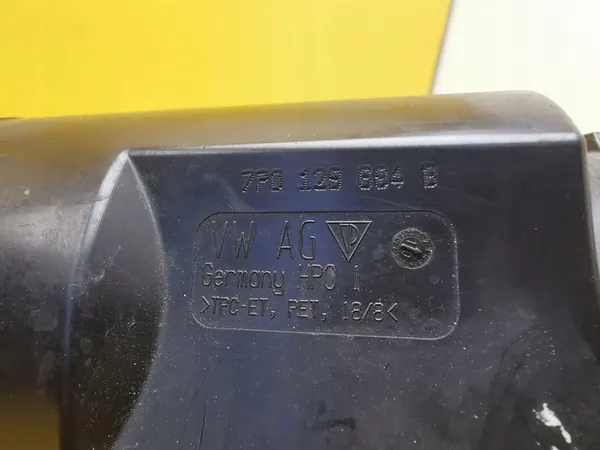 7P0 129 684 B
VW AG
Germany HPC 1
>TPC-ET, PET, 18/8<